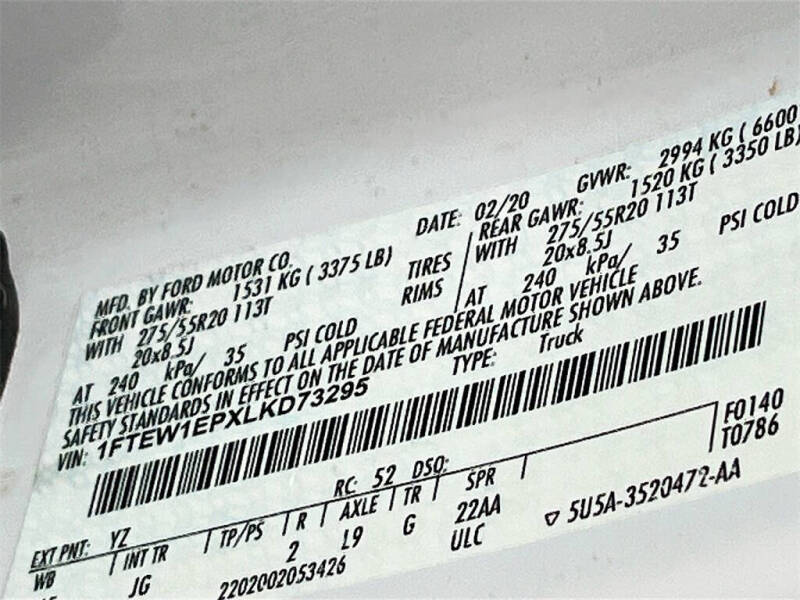 MFD. BY FORD MOTOR CO.
DATE: 02/20 GVWR: 2994 KG ( 6600
FRONT GAWR: 1531 KG ( 3375 LB) REAR GAWR: 1520 KG ( 3350 LB)
WITH 275/55R20 113T TIRES WITH 275/55R20 113T
20x8.5J RIMS 20x8.5J
AT 240 kPa/ 35 PSI COLD AT 240 kPa/ 35 PSI COLD
THIS VEHICLE CONFORMS TO ALL APPLICABLE FEDERAL MOTOR VEHICLE
SAFETY STANDARDS IN EFFECT ON THE DATE OF MANUFACTURE SHOWN ABOVE.
VIN: 1FTEW1EPXLKD73295 TYPE: Truck
F0140
T0786
EXT PNT: YZ RC: 52 DSO:
WB INT TR TP/PS R AXLE TR SPR
JG 2 L9 G 22AA ▽ 5U5A-3520472-AA
2202002053426 ULC